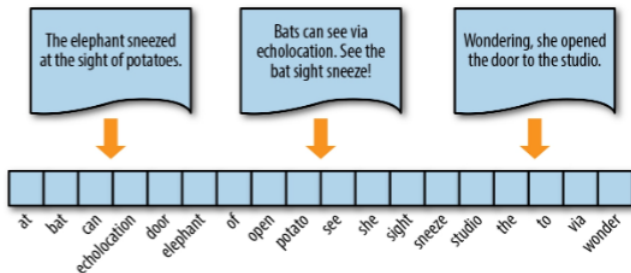 The elephant sneezed
at the sight of potatoes.
Bats can see via
echolocation. See the
bat sight sneeze!
Wondering, she opened
the door to the studio.
at
bat
can
echolocation
door
elephant
of
open
potato
see
she
sight
sneeze
studio
the
to
via
wonder